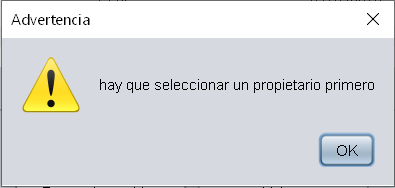 Advertencia
hay que seleccionar un propietario primero
OK